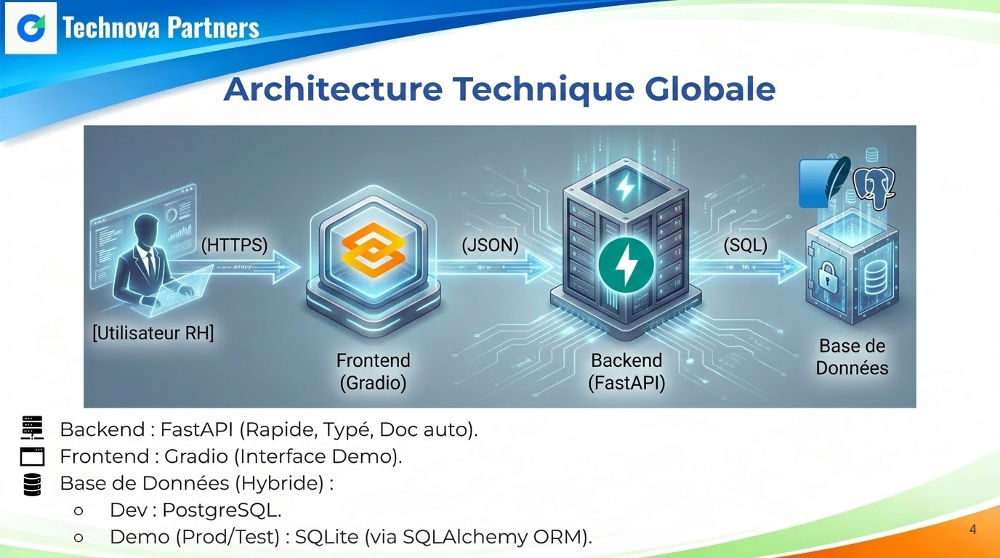 Technova Partners
Architecture Technique Globale
(HTTPS)
(JSON)
(SQL)
[Utilisateur RH]
Frontend
(Gradio)
Backend
(FastAPI)
Base de
Données
Backend : FastAPI (Rapide, Typé, Doc auto).
Frontend : Gradio (Interface Demo).
Base de Données (Hybride) :
○ Dev : PostgreSQL.
○ Demo (Prod/Test) : SQLite (via SQLAlchemy ORM).
4